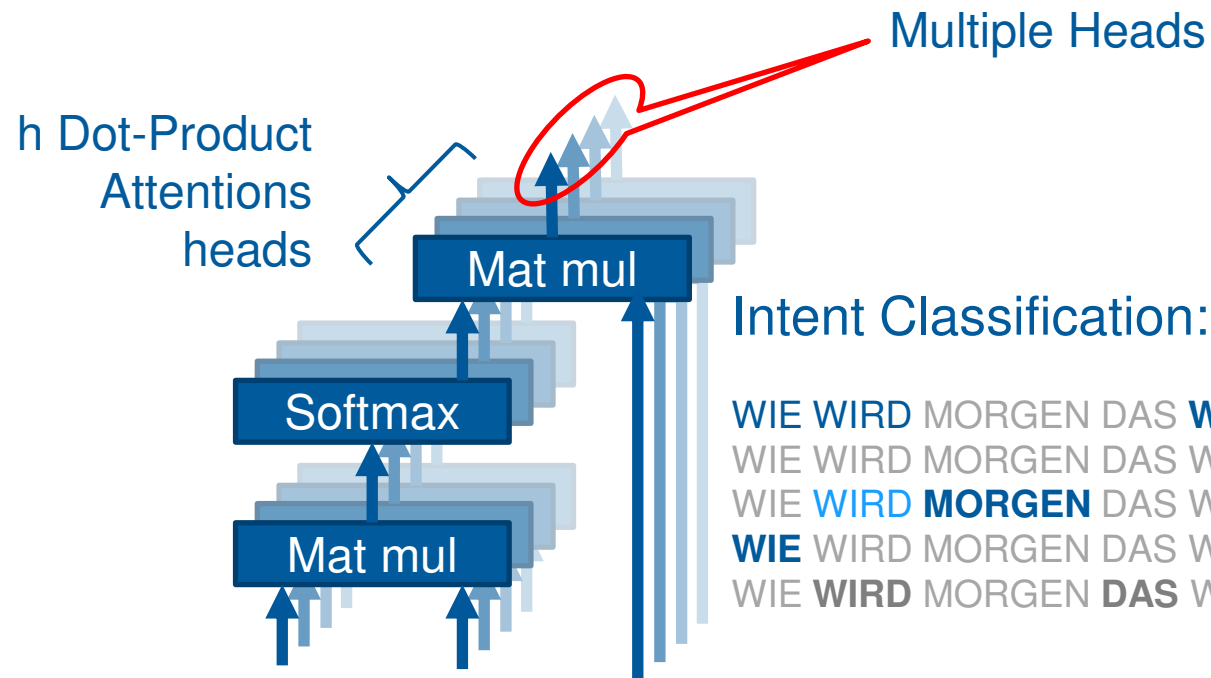 Multiple Heads
h Dot-Product
Attentions
heads
Mat mul
Softmax
Mat mul
Intent Classification:
WIE WIRD MORGEN DAS
WIE WIRD MORGEN DAS
WIE WIRD MORGEN DAS
WIE WIRD MORGEN DAS
WIE WIRD MORGEN DAS